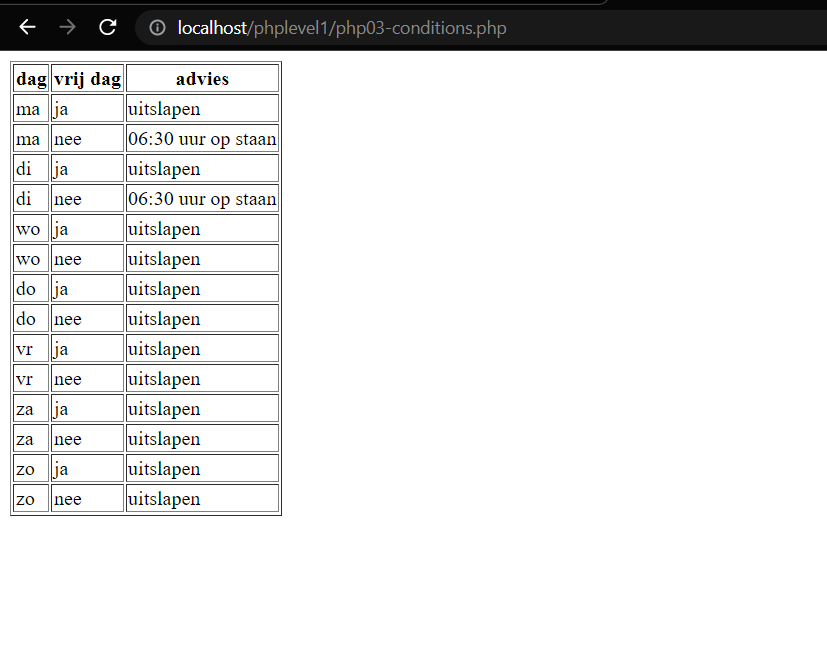 localhost/phplevel1/php03-conditions.php
dag vrij dag advies
ma ja uitslapen
ma nee 06:30 uur op staan
di ja uitslapen
di nee 06:30 uur op staan
wo ja uitslapen
wo nee uitslapen
do ja uitslapen
do nee uitslapen
vr ja uitslapen
vr nee uitslapen
za ja uitslapen
za nee uitslapen
zo ja uitslapen
zo nee uitslapen